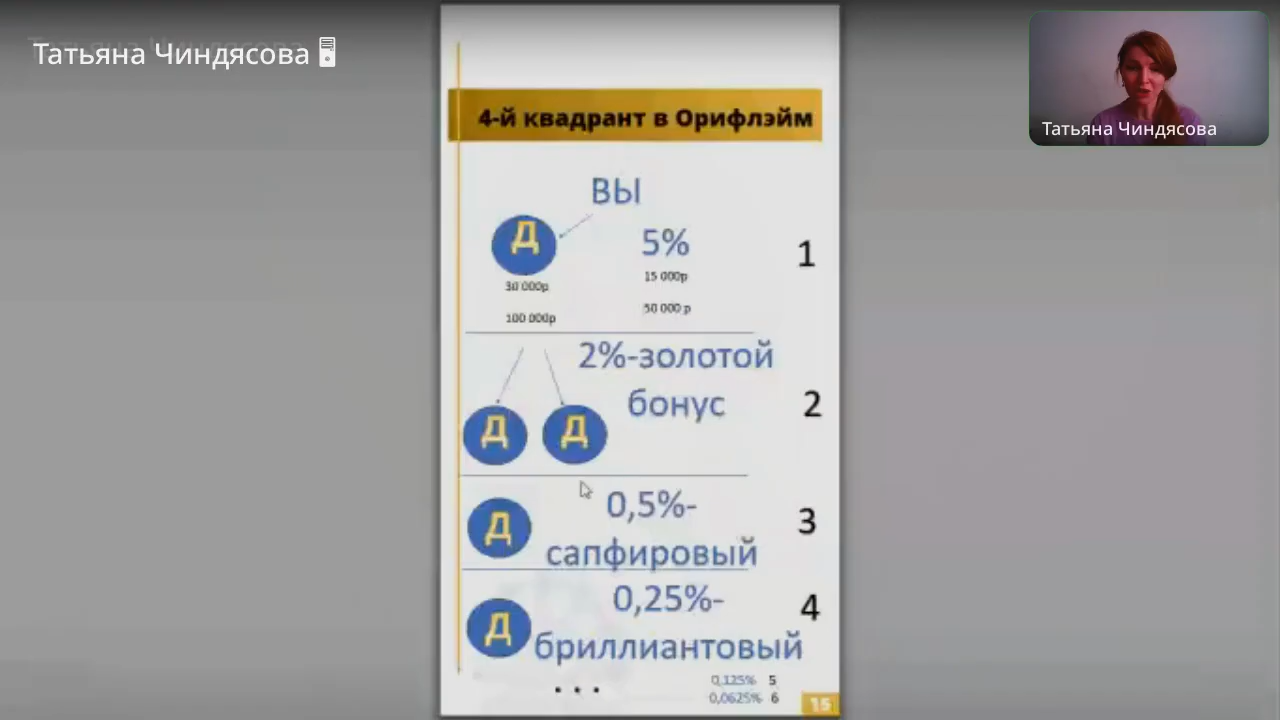 Татьяна Чиндясова
Татьяна Чиндясова
4-й квадрант в Орифлэйм
ВЫ
Д
5%
1
30 000р
15 000р
100 000р
50 000 р
2%-золотой
бонус
2
Д Д
0,5%-
сапфировый
3
Д
0,25%-
бриллиантовый
4
Д
...
0,125% 5
0,0625% 6
15